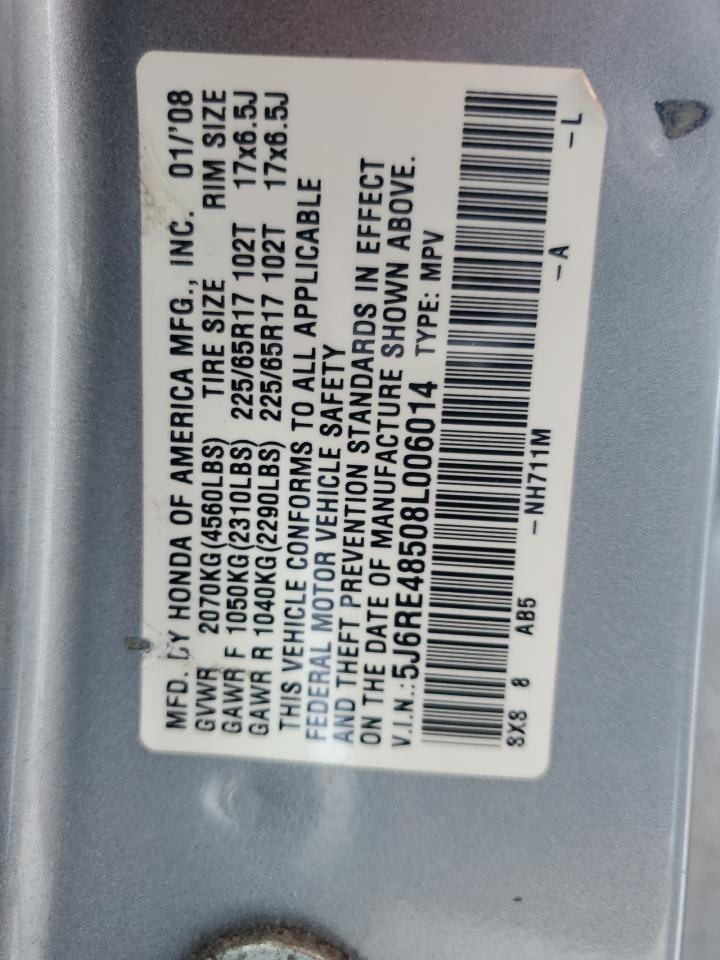 MFD. BY HONDA OF AMERICA MFG., INC. 01/'08
GVWR 2070KG(4560LBS) TIRE SIZE RIM SIZE
GAWR F 1050KG(2310LBS) 225/65R17 102T 17x6.5J
GAWR R 1040KG(2290LBS) 225/65R17 102T 17x6.5J
THIS VEHICLE CONFORMS TO ALL APPLICABLE
FEDERAL MOTOR VEHICLE SAFETY
AND THEFT PREVENTION STANDARDS IN EFFECT
ON THE DATE OF MANUFACTURE SHOWN ABOVE.
V.I.N.:5J6RE48508L006014 TYPE: MPV
8X8 8 AB5 -NH711M -A -L